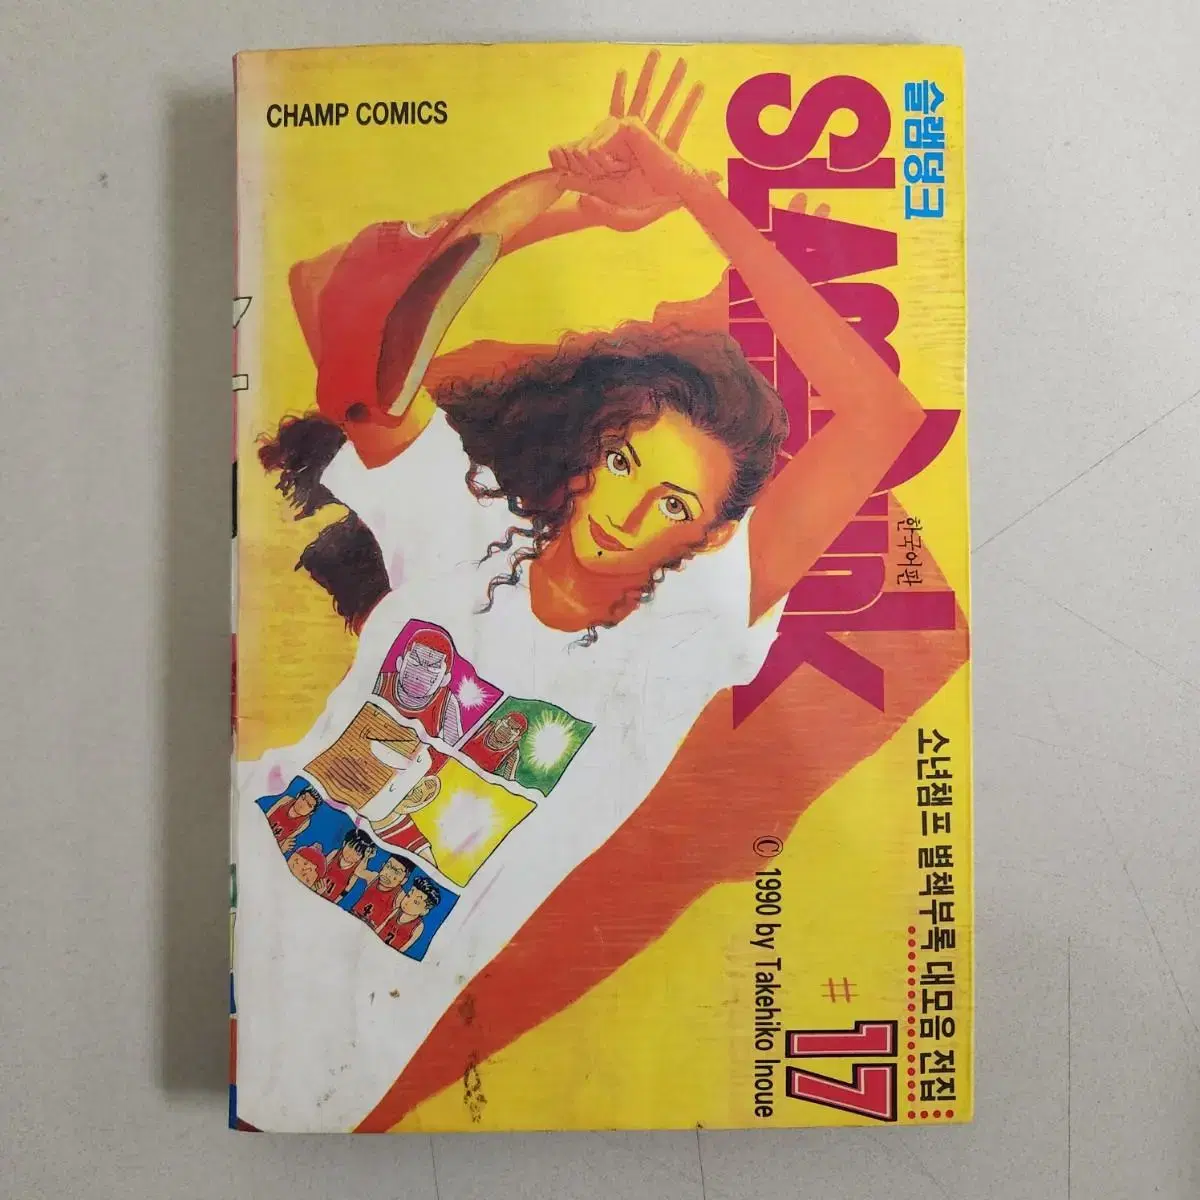 CHAMP COMICS
슬램덩크
SLAM DUNK
한국어판
소년챔프 별책부록 대모음 전집
© 1990 by Takehiko Inoue
#17